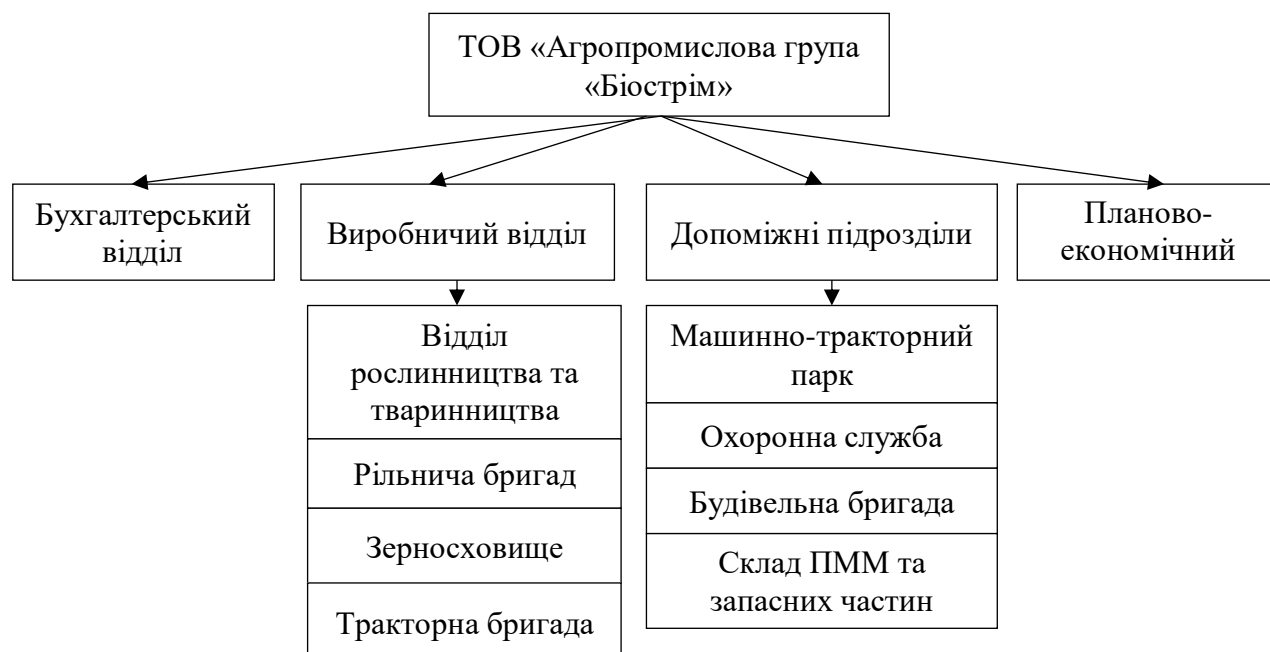 ТОВ «Агропромислова група
«Біострім»
Бухгалтерський
відділ
Виробничий відділ
Допоміжні підрозділи
Планово-
економічний
Відділ
рослинництва та
тваринництва
Рільнича бригад
Зерносховище
Тракторна бригада
Машинно-тракторний
парк
Охоронна служба
Будівельна бригада
Склад ПММ та
запасних частин